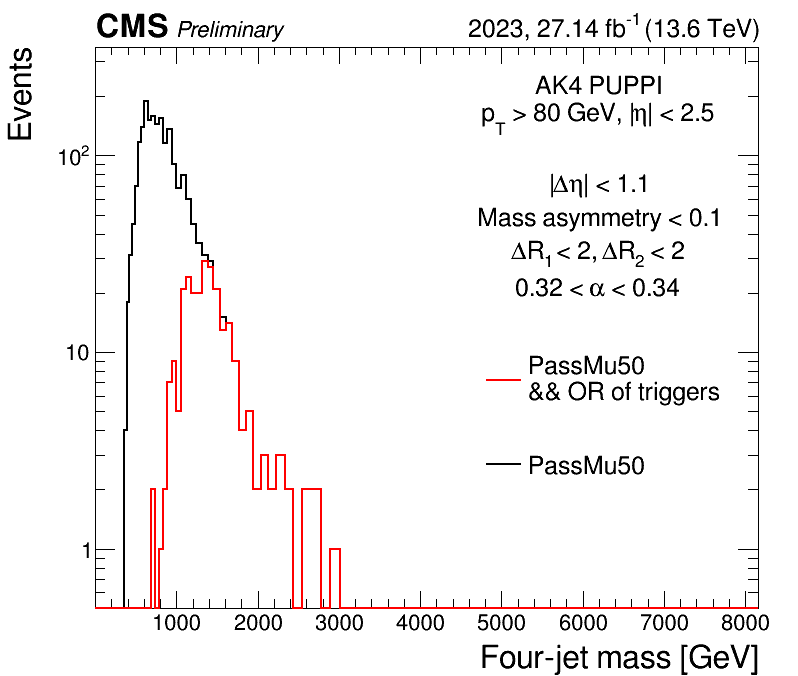 CMS Preliminary 2023, 27.14 fb⁻¹ (13.6 TeV)
Events
AK4 PUPPI
p_T > 80 GeV, |η| < 2.5
|Δη| < 1.1
Mass asymmetry < 0.1
ΔR₁ < 2, ΔR₂ < 2
0.32 < α < 0.34
PassMu50
&& OR of triggers
PassMu50
10²
10
1
1000 2000 3000 4000 5000 6000 7000 8000
Four-jet mass [GeV]